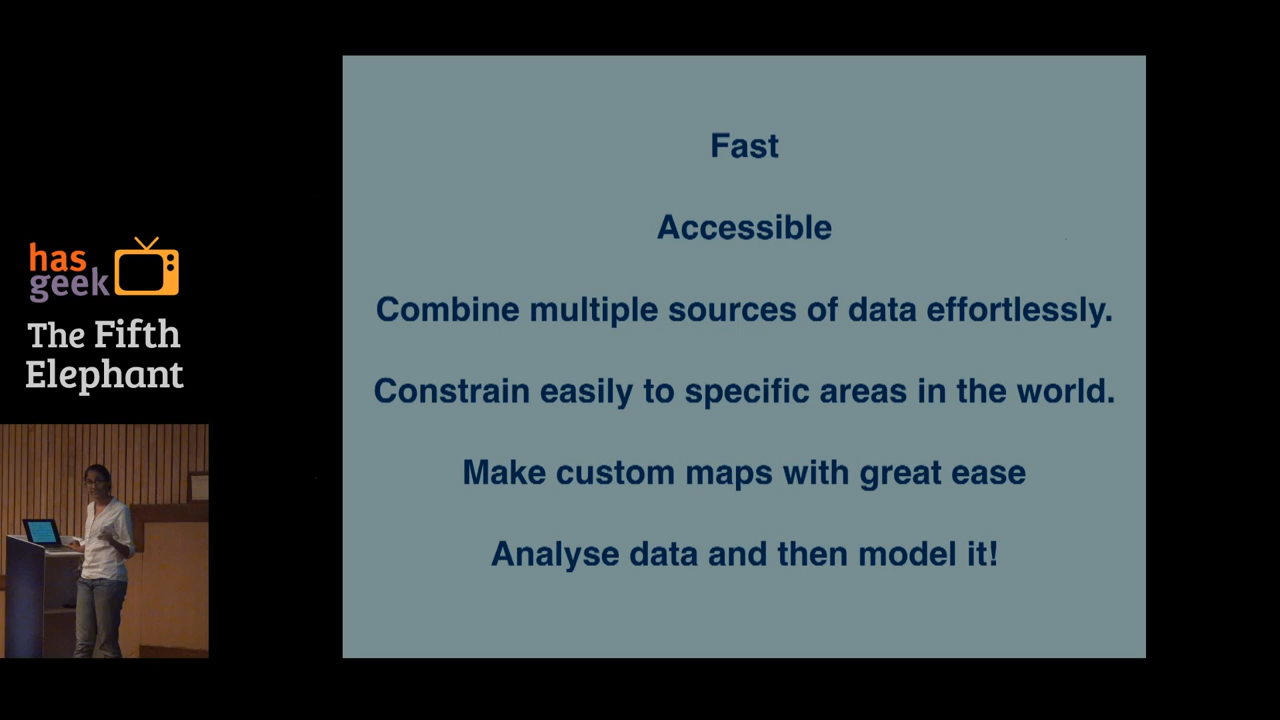 has
geek
The Fifth
Elephant
Fast
Accessible
Combine multiple sources of data effortlessly.
Constrain easily to specific areas in the world.
Make custom maps with great ease
Analyse data and then model it!